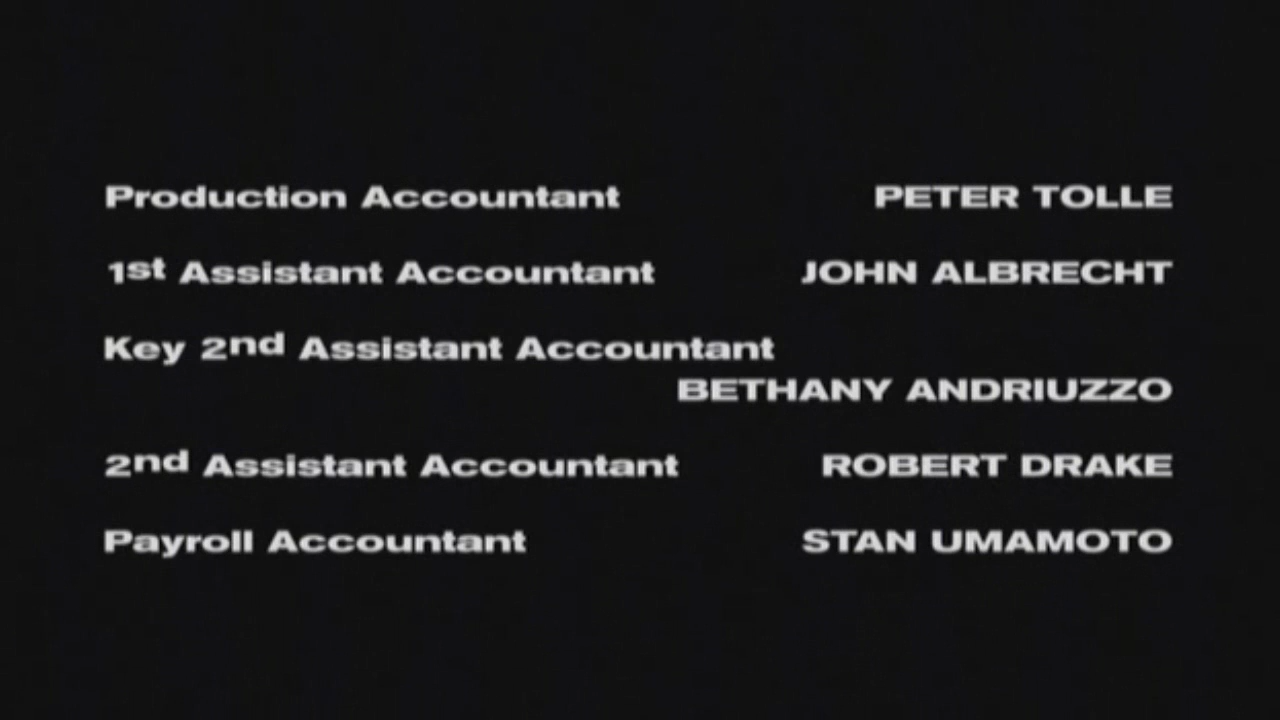 Production Accountant PETER TOLLE
1st Assistant Accountant JOHN ALBRECHT
Key 2nd Assistant Accountant
BETHANY ANDRIUZZO
2nd Assistant Accountant ROBERT DRAKE
Payroll Accountant STAN UMAMOTO